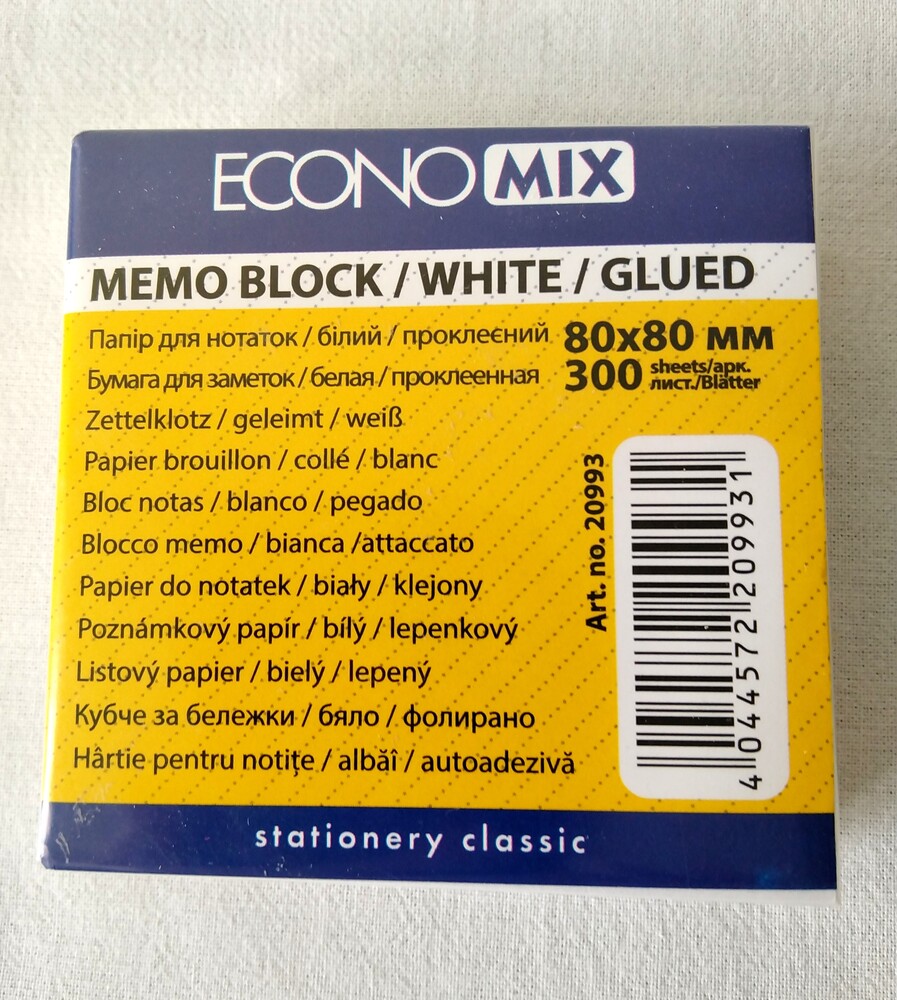 ECONOMIX
MEMO BLOCK / WHITE / GLUED
Папір для нотаток / білий / проклеєний
Бумага для заметок / белая / проклеенная
80x80 мм
300 sheets/арк.
лист./Blätter
Zettelklotz / geleimt / weiß
Papier brouillon / collé / blanc
Bloc notas / blanco / pegado
Blocco memo / bianca /attaccato
Papier do notatek / biały / klejony
Poznámkový papír / bílý / lepenkový
Listový papier / bielý / lepený
Кубче за бележки / бяло / фолирано
Hârtie pentru notițe / albăî / autoadezivă
Art. no. 20993
4 044572 209931
stationery classic